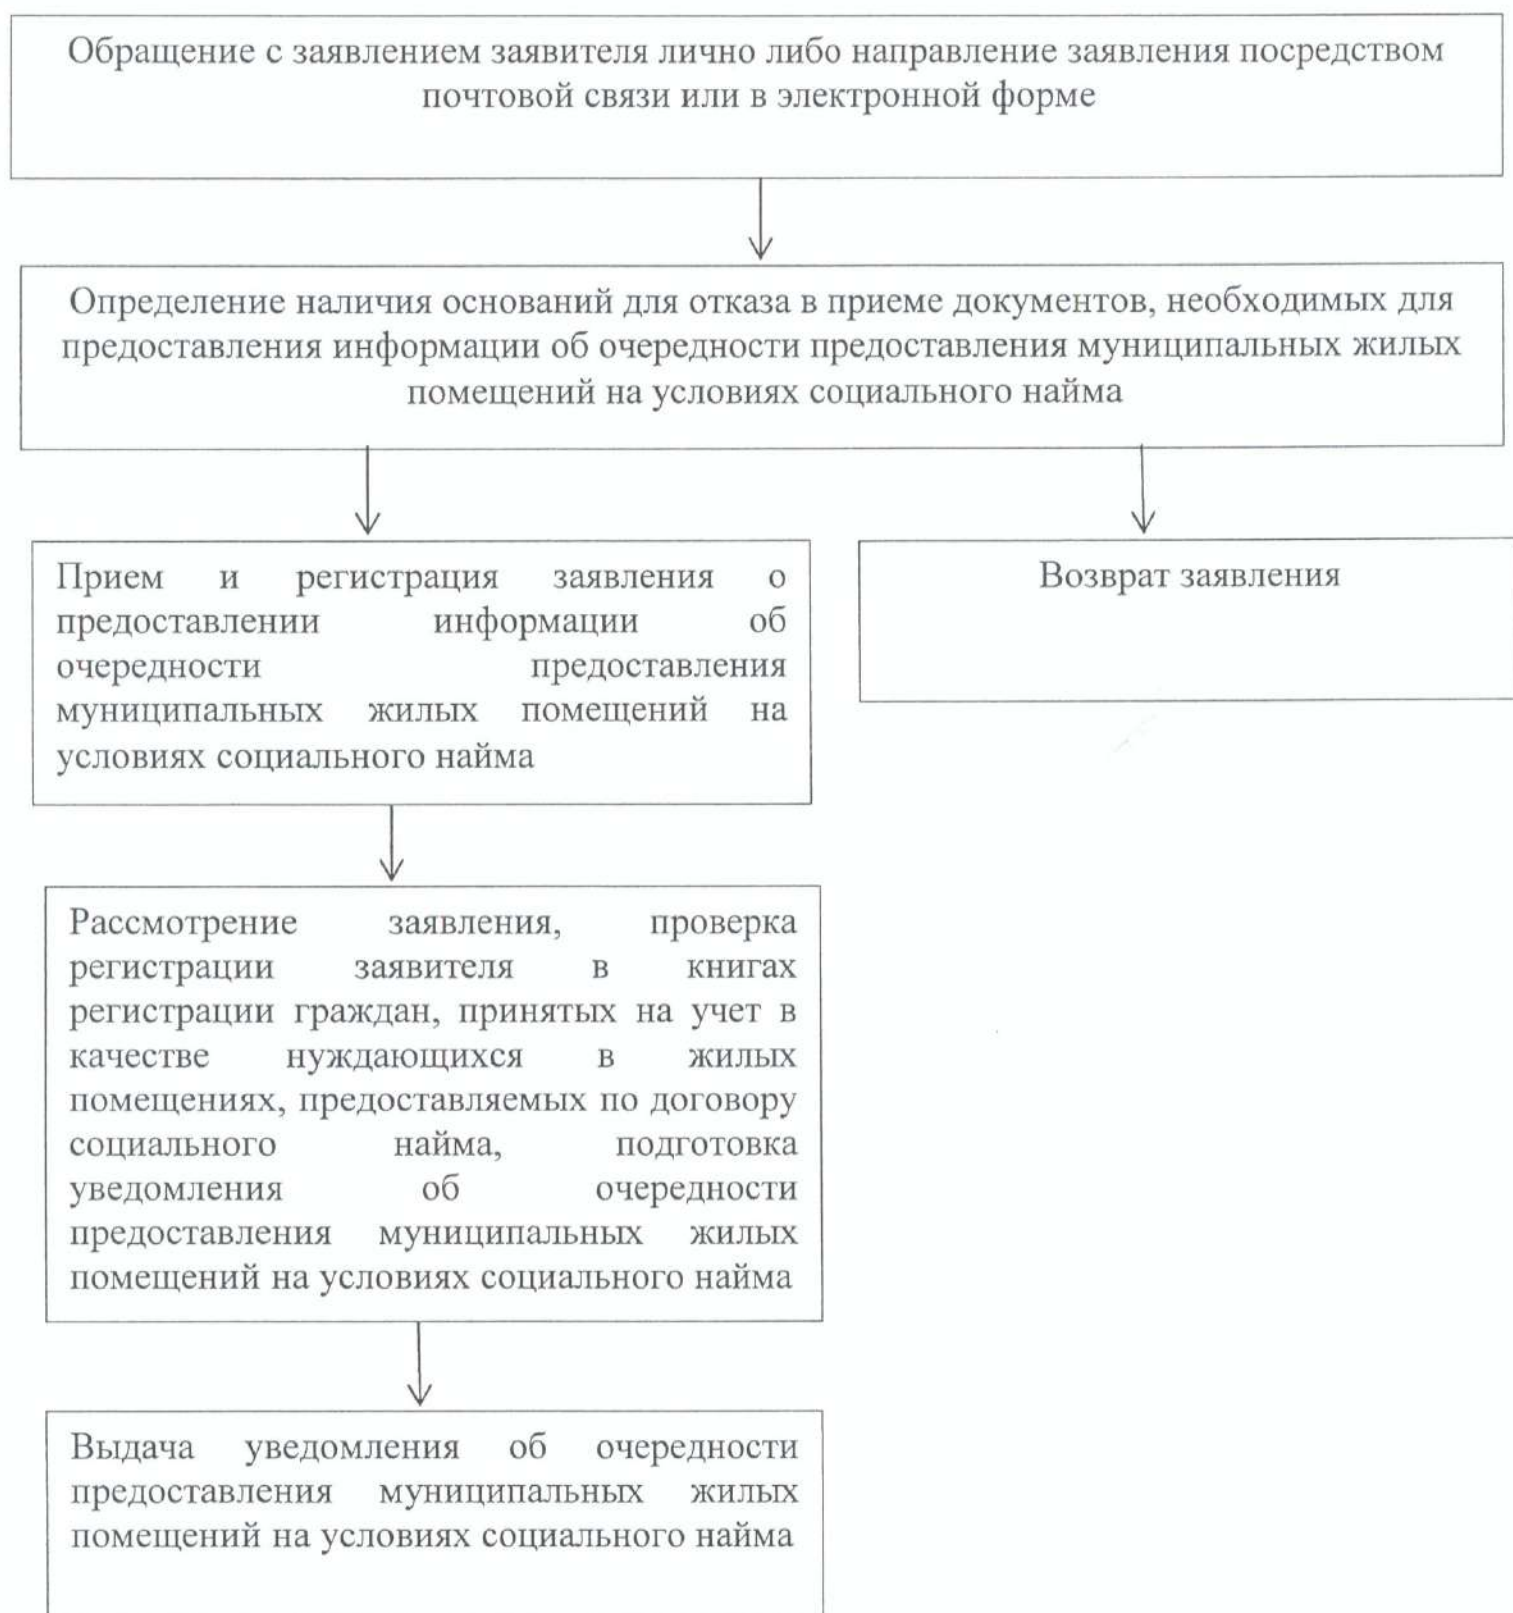 Обращение с заявлением заявителя лично либо направление заявления посредством
почтовой связи или в электронной форме
Определение наличия оснований для отказа в приеме документов, необходимых для
предоставления информации об очередности предоставления муниципальных жилых
помещений на условиях социального найма
Прием и регистрация заявления о
предоставлении информации об
очередности предоставления
муниципальных жилых помещений на
условиях социального найма
Возврат заявления
Рассмотрение заявления, проверка
регистрации заявителя в книгах
регистрации граждан, принятых на учет в
качестве нуждающихся в жилых
помещениях, предоставляемых по договору
социального найма, подготовка
уведомления об очередности
предоставления муниципальных жилых
помещений на условиях социального найма
Выдача уведомления об очередности
предоставления муниципальных жилых
помещений на условиях социального найма